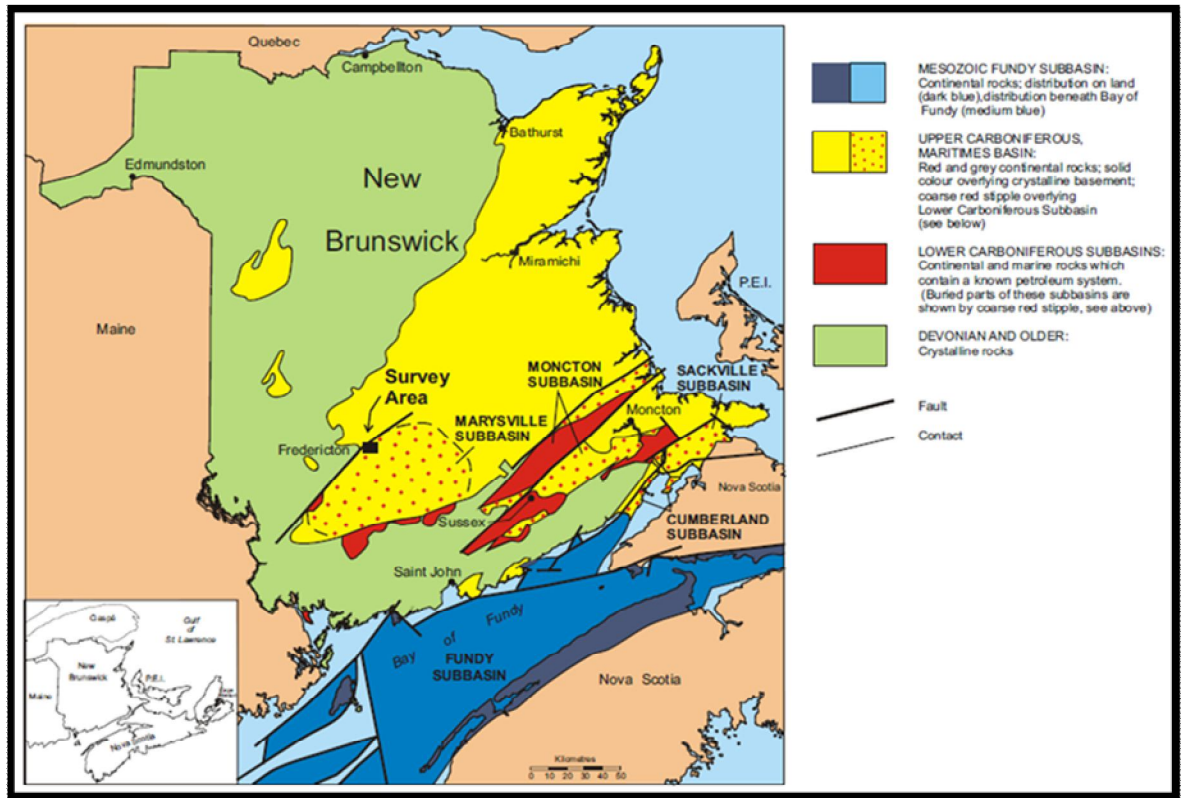 Quebec
Campbellton
Bathurst
Edmundston
New
Brunswick
Miramichi
P.E.I.
Maine
Survey
Area
MONCTON
SUBBASIN
SACKVILLE
SUBBASIN
Moncton
MARYSVILLE
SUBBASIN
Fredericton
Nova Scotia
Sussex
CUMBERLAND
SUBBASIN
Saint John
Bay of Fundy
FUNDY
SUBBASIN
Nova Scotia
Kilometres
0 10 20 30 40 50
Gaspé
Gulf
of
St. Lawrence
New
Brunswick
P.E.I.
Maine
Nova Scotia
MESOZOIC FUNDY SUBBASIN:
Continental rocks; distribution on land
(dark blue),distribution beneath Bay of
Fundy (medium blue)
UPPER CARBONIFEROUS,
MARITIMES BASIN:
Red and grey continental rocks; solid
colour overlying crystalline basement;
coarse red stipple overlying
Lower Carboniferous Subbasin
(see below)
LOWER CARBONIFEROUS SUBBASINS:
Continental and marine rocks which
contain a known petroleum system.
(Buried parts of these subbasins are
shown by coarse red stipple, see above)
DEVONIAN AND OLDER:
Crystalline rocks
Fault
Contact